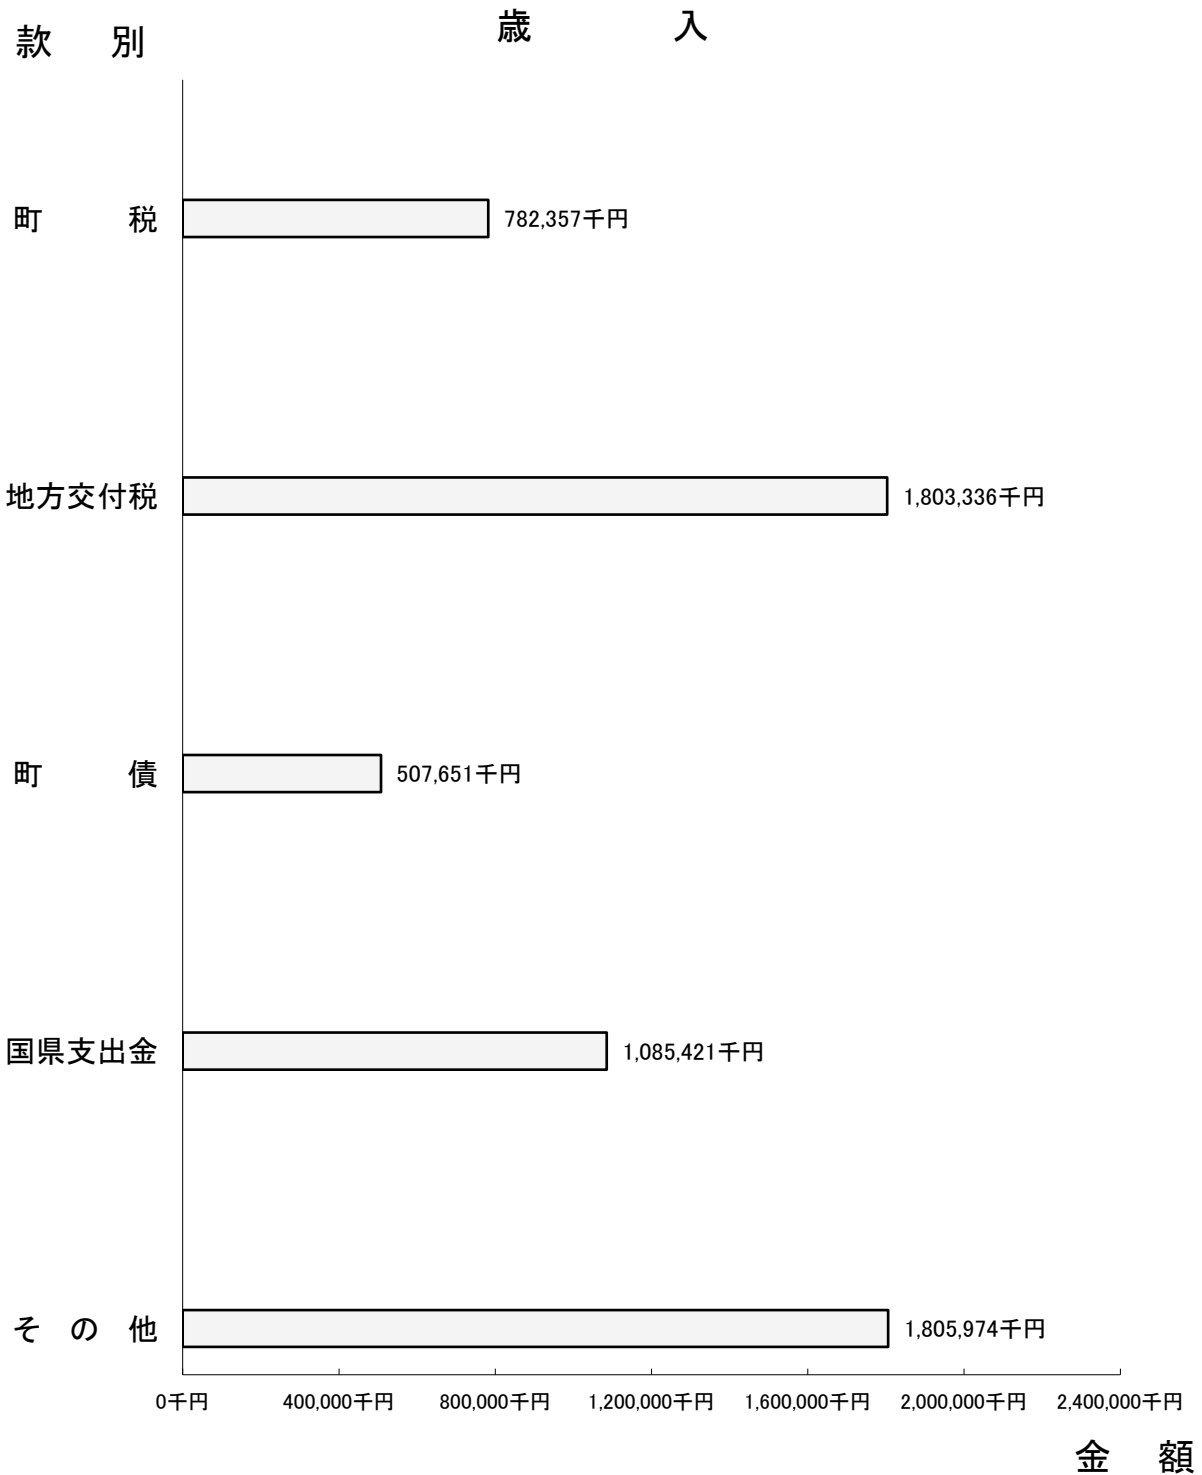 歳　入
款　別
町　税
782,357千円
地方交付税
1,803,336千円
町　債
507,651千円
国県支出金
1,085,421千円
そ の 他
1,805,974千円
0千円 400,000千円 800,000千円 1,200,000千円 1,600,000千円 2,000,000千円 2,400,000千円
金　額